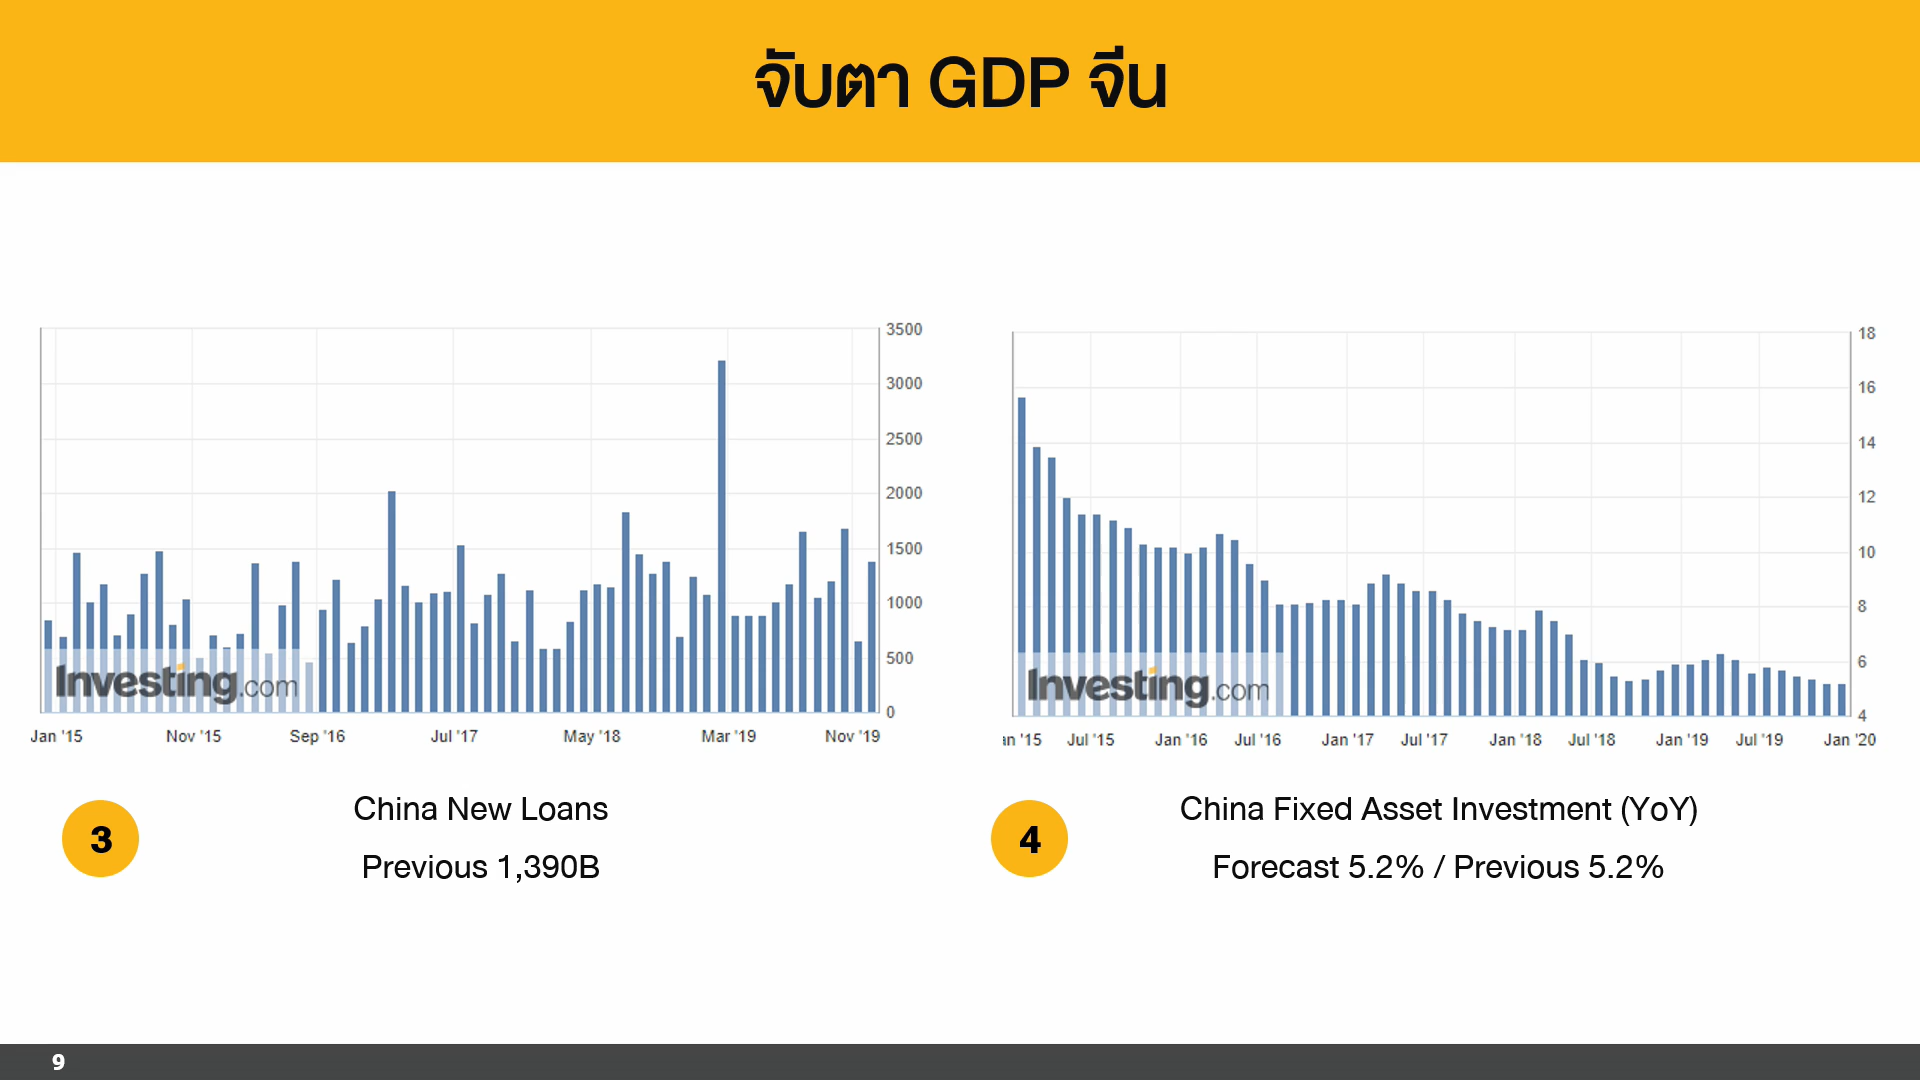 จับตา GDP จีน
3500
3000
2500
2000
1500
1000
500
0
Investing.com
Jan '15 Nov '15 Sep '16 Jul '17 May '18 Mar '19 Nov '19
18
16
14
12
10
8
6
4
Investing.com
an '15 Jul '15 Jan '16 Jul '16 Jan '17 Jul '17 Jan '18 Jul '18 Jan '19 Jul '19 Jan '20
3
China New Loans
Previous 1,390B
4
China Fixed Asset Investment (YoY)
Forecast 5.2% / Previous 5.2%
9